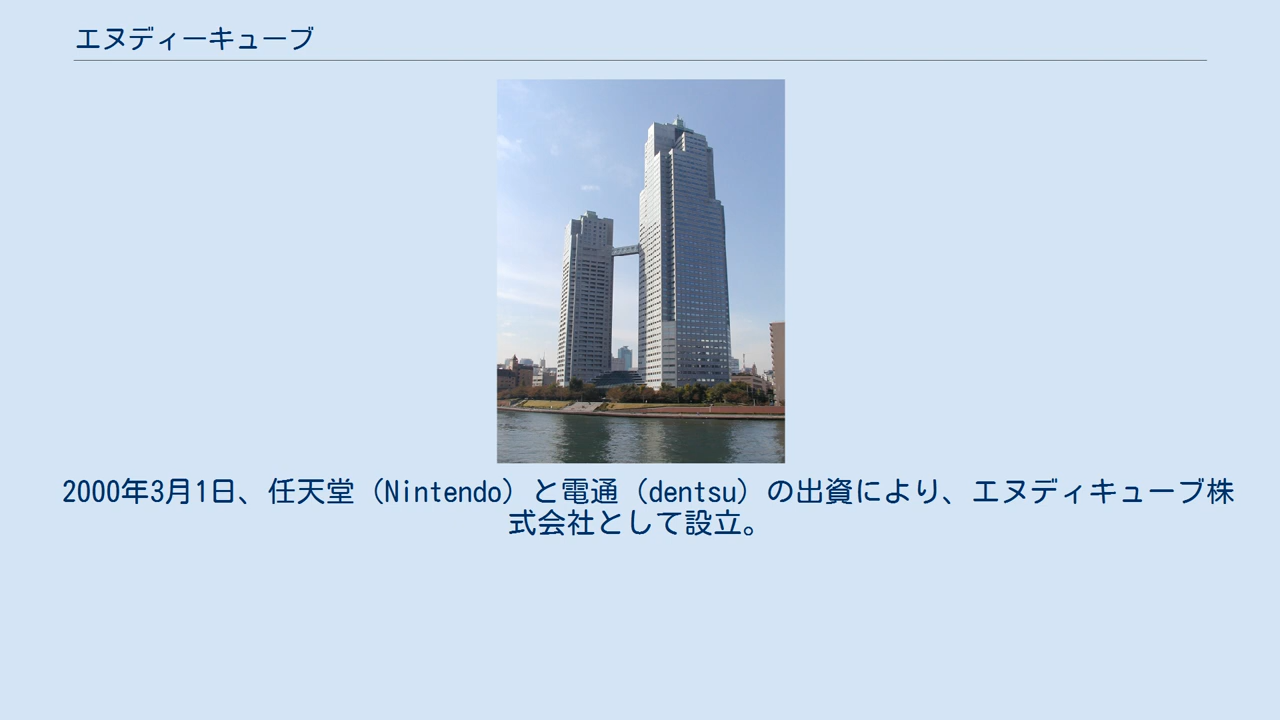 エヌディーキューブ
2000年3月1日、任天堂（Nintendo）と電通（dentsu）の出資により、エヌディキューブ株
式会社として設立。